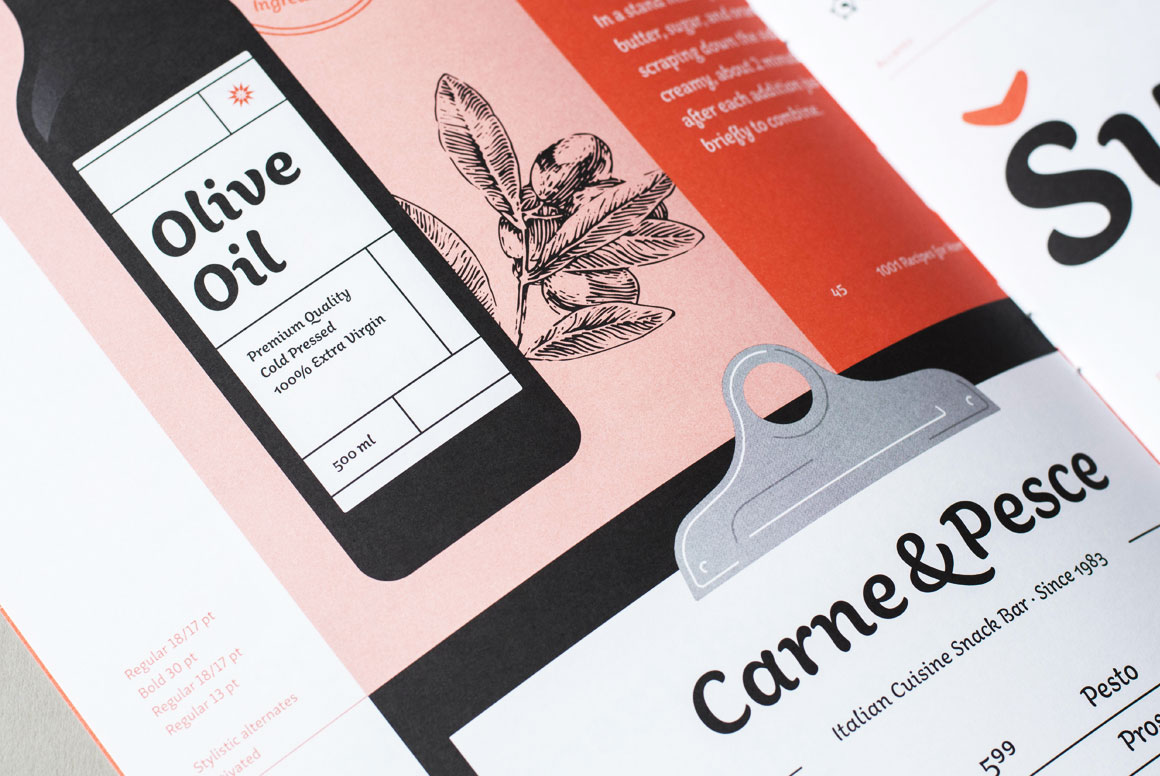 In a stand
butter, sugar, and
scraping down the
creamy, about 2
after each addition
briefly to combine.
45
1001 Recipes for
Olive
Oil
Premium Quality
Cold Pressed
100% Extra Virgin
500 ml
Carne&Pesce
Italian Cuisine Snack Bar · Since 1983
Pesto
599
Regular 18/17 pt
Bold 30 pt
Regular 18/17 pt
Regular 13 pt
Stylistic alternates